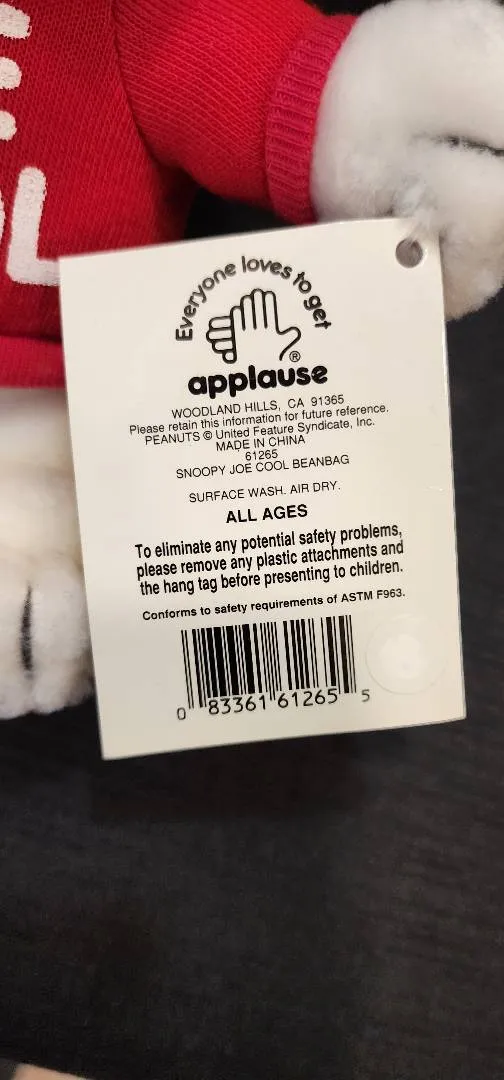 E
OL
Everyone loves to get
®
applause
WOODLAND HILLS, CA 91365
Please retain this information for future reference.
PEANUTS © United Feature Syndicate, Inc.
MADE IN CHINA
61265
SNOOPY JOE COOL BEANBAG
SURFACE WASH. AIR DRY.
ALL AGES
To eliminate any potential safety problems,
please remove any plastic attachments and
the hang tag before presenting to children.
Conforms to safety requirements of ASTM F963.
0 83361 61265 5